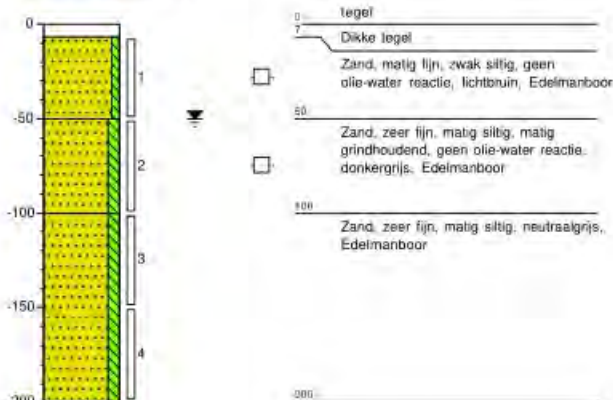 0
-50
-100
-150
-200
1
2
3
4
0
tegel
7
Dikke tegel
Zand, matig fijn, zwak siltig, geen
olie-water reactie, lichtbruin, Edelmanboor
50
Zand, zeer fijn, matig siltig, matig
grindhoudend, geen olie-water reactie,
donkergrijs, Edelmanboor
100
Zand, zeer fijn, matig siltig, neutraalgrijs,
Edelmanboor
200